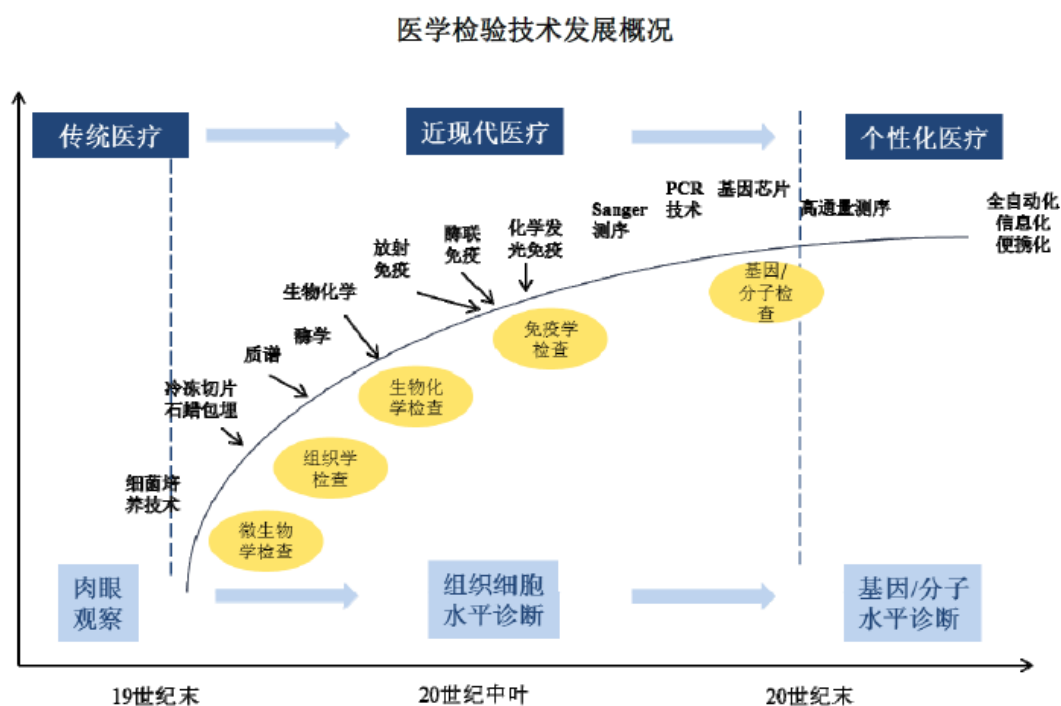 医学检验技术发展概况
传统医疗
近现代医疗
个性化医疗
PCR
技术
基因芯片
Sanger
测序
高通量测序
全自动化
信息化
便携化
化学发
光免疫
酶联
免疫
放射
免疫
生物化学
酶学
质谱
冷冻切片
石蜡包埋
细菌培
养技术
基因/
分子检
查
免疫学
检查
生物化
学检查
组织学
检查
微生物
学检查
肉眼
观察
组织细胞
水平诊断
基因/分子
水平诊断
19世纪末
20世纪中叶
20世纪末